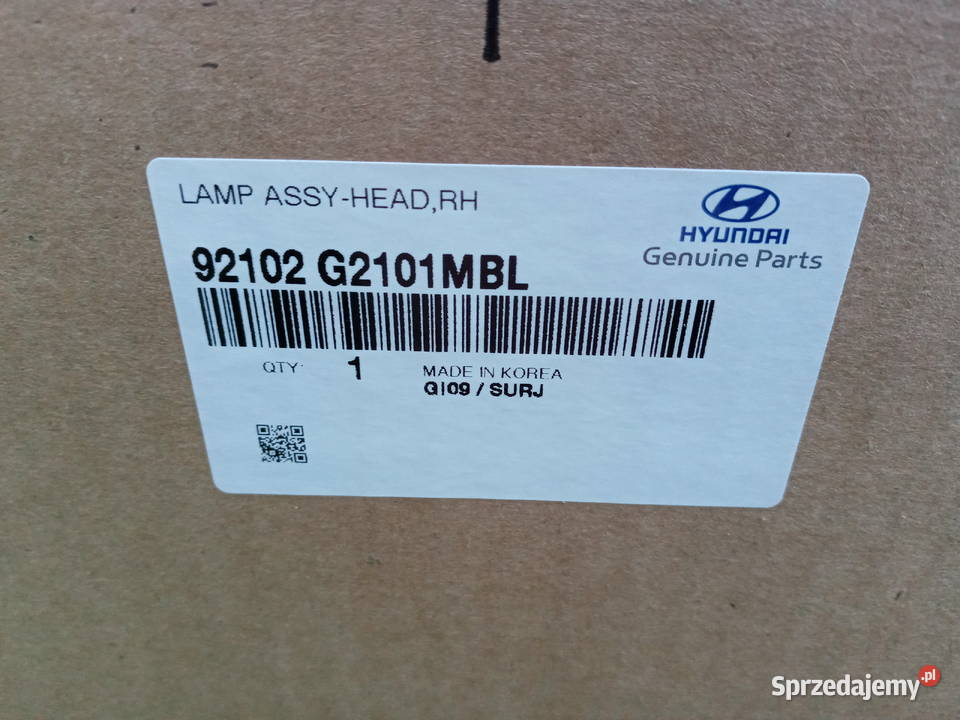 LAMP ASSY-HEAD,RH
HYUNDAI
Genuine Parts
92102 G2101MBL
QTY: 1
MADE IN KOREA
GI09 / SURJ
Sprzedajemy.pl